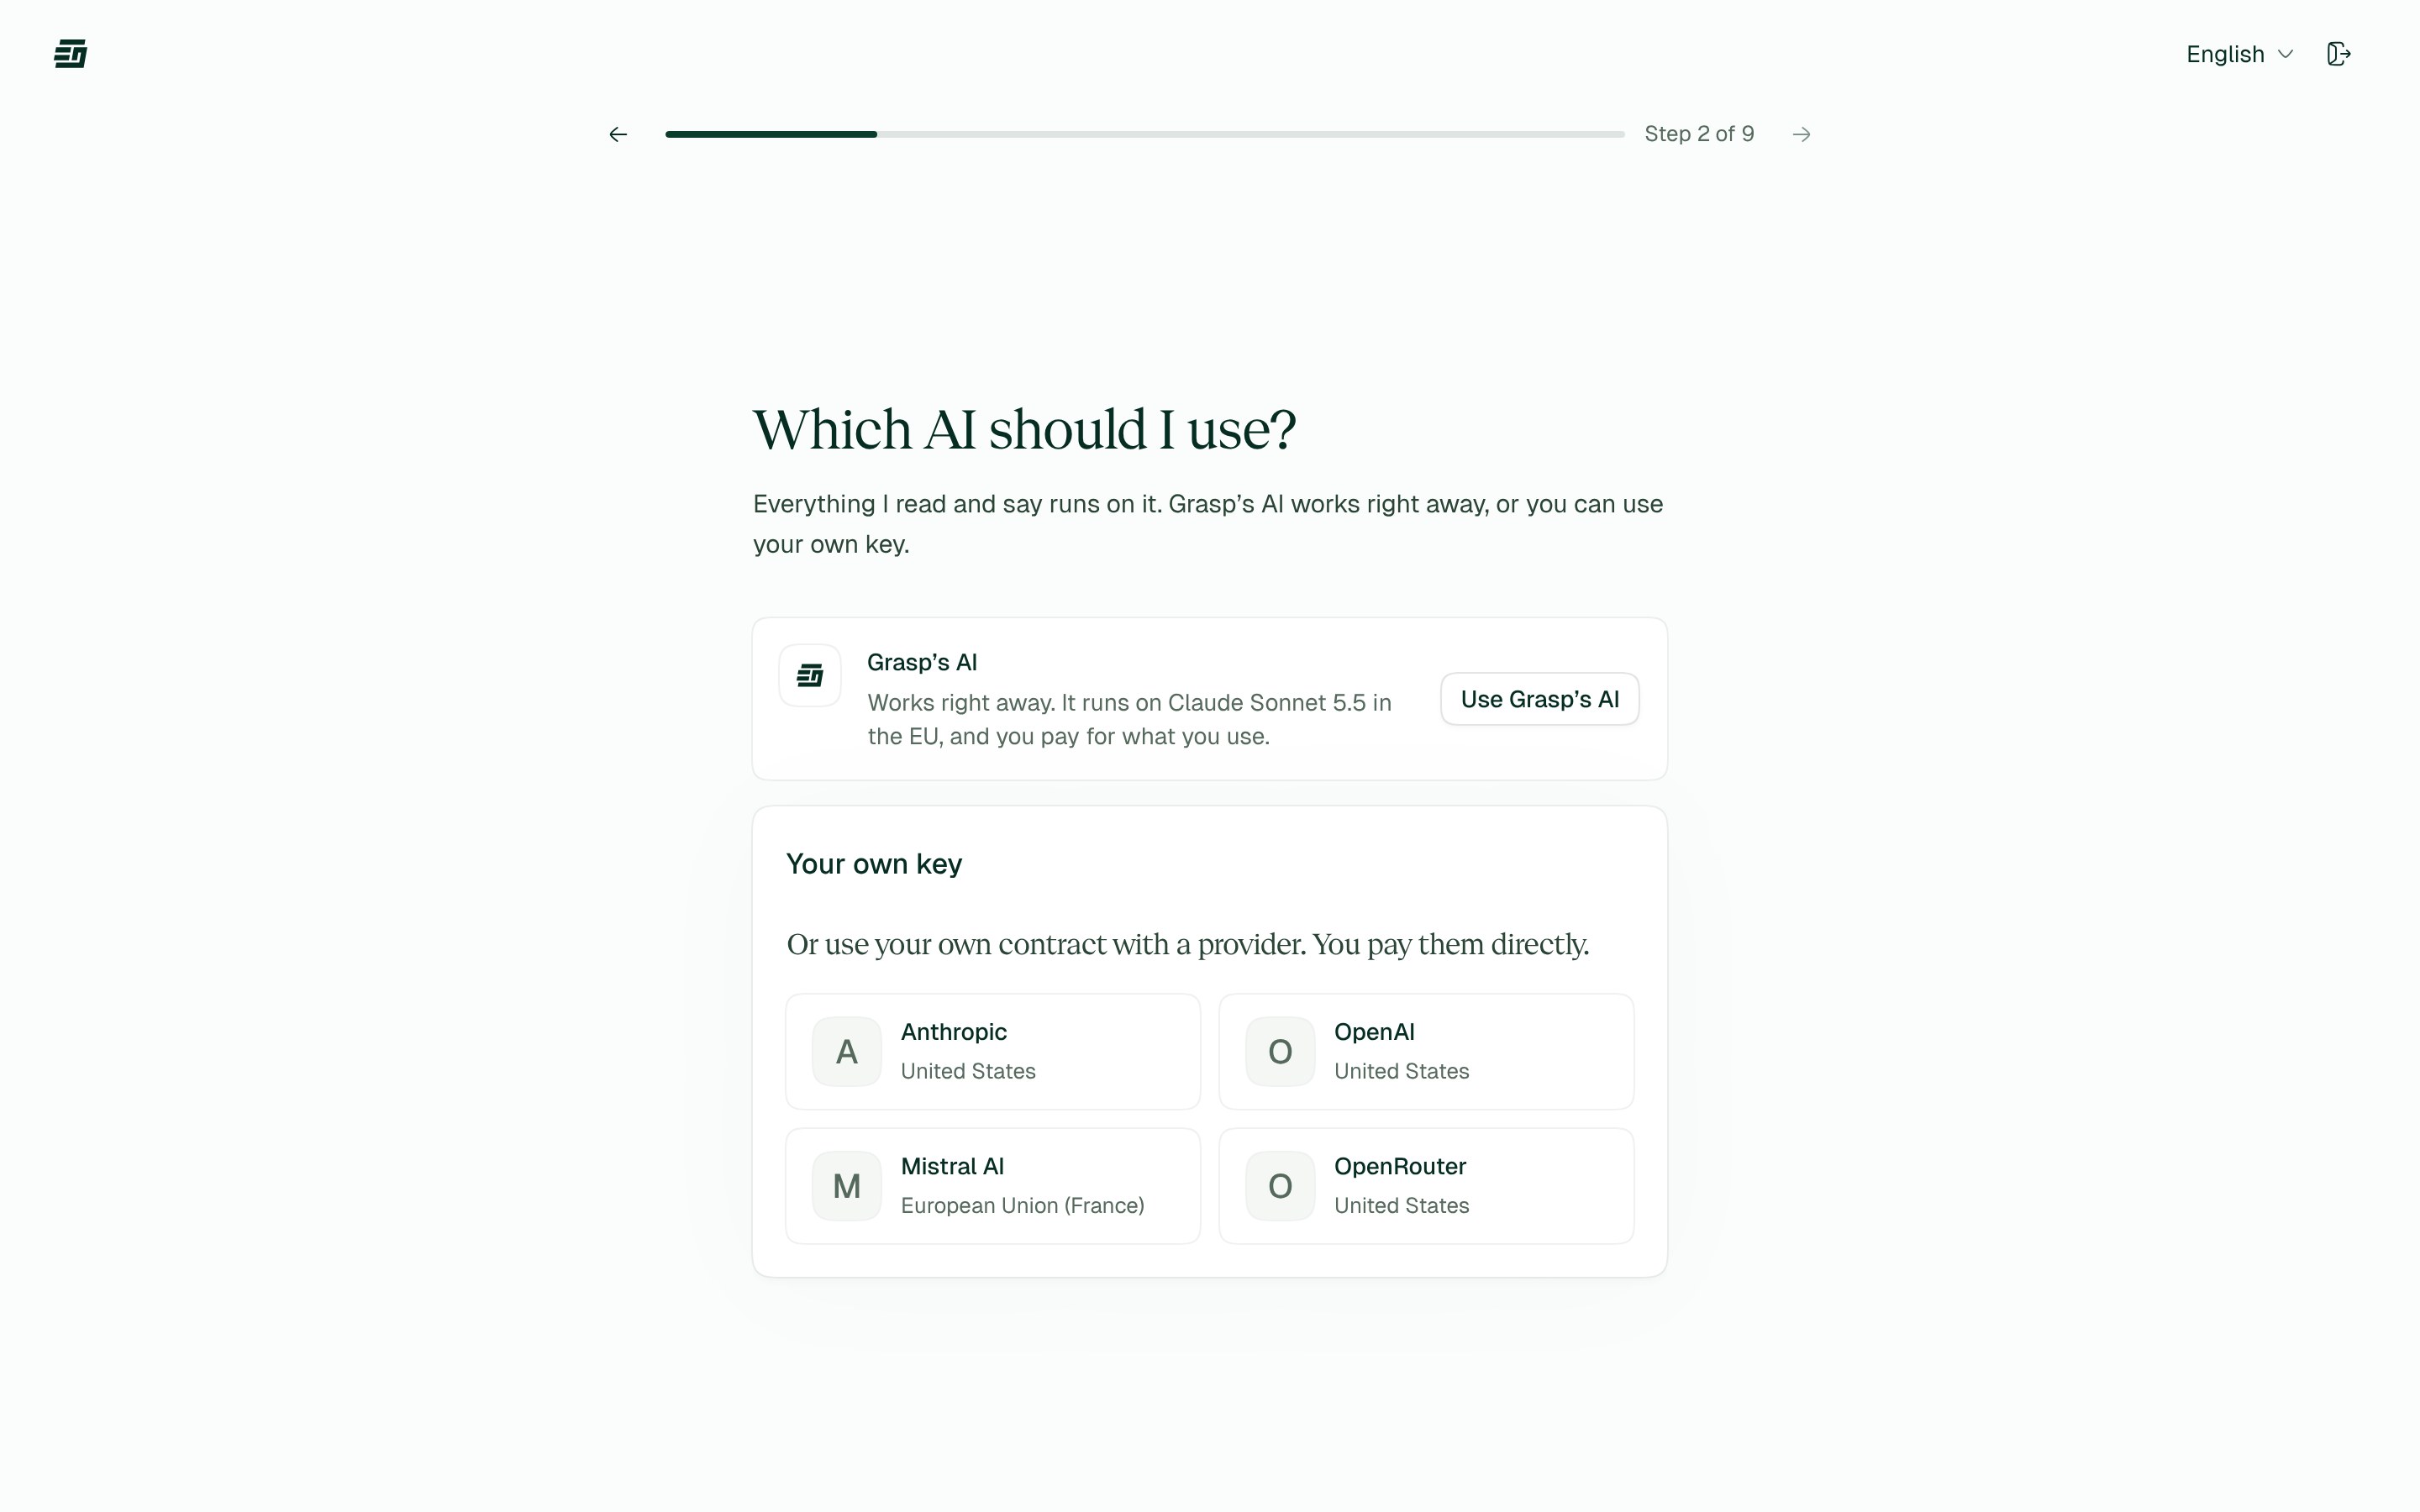 English
Step 2 of 9
Which AI should I use?
Everything I read and say runs on it. Grasp’s AI works right away, or you can use
your own key.
Grasp’s AI
Works right away. It runs on Claude Sonnet 5.5 in
the EU, and you pay for what you use.
Use Grasp’s AI
Your own key
Or use your own contract with a provider. You pay them directly.
A
Anthropic
United States
O
OpenAI
United States
M
Mistral AI
European Union (France)
O
OpenRouter
United States